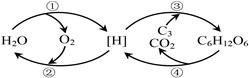 ① ③
H₂O O₂ [H] C₃ CO₂ C₆H₁₂O₆
② ④